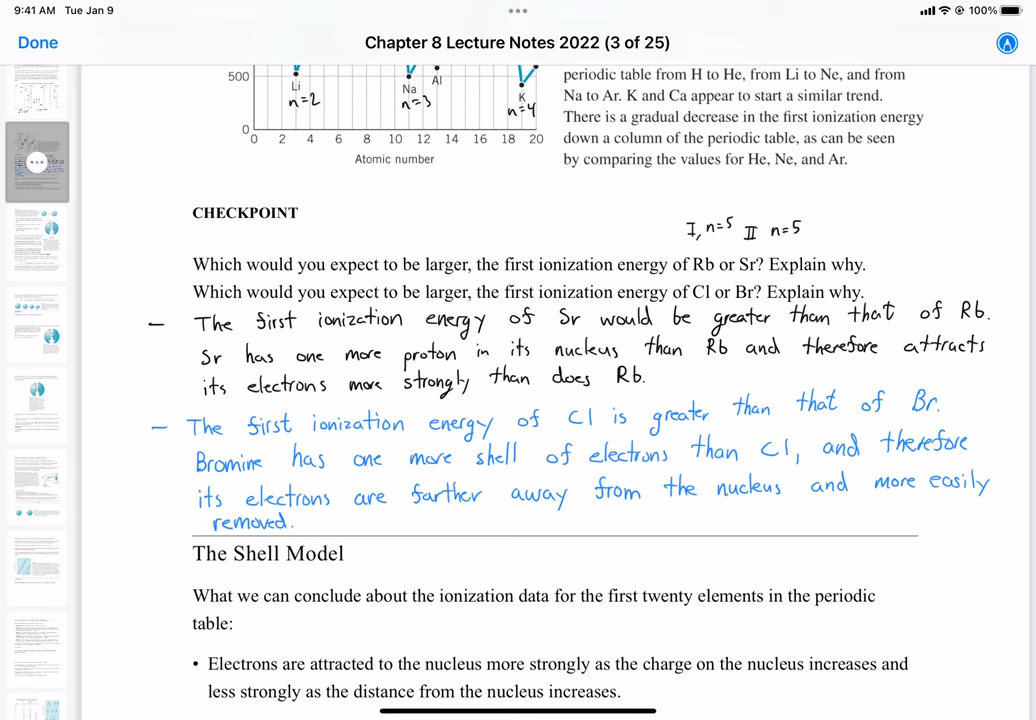 9:41 AM Tue Jan 9
100%
Done
Chapter 8 Lecture Notes 2022 (3 of 25)
500
Li
n=2
Na
n=3
Al
K
n=4
0
0 2 4 6 8 10 12 14 16 18 20
Atomic number
periodic table from H to He, from Li to Ne, and from
Na to Ar. K and Ca appear to start a similar trend.
There is a gradual decrease in the first ionization energy
down a column of the periodic table, as can be seen
by comparing the values for He, Ne, and Ar.
CHECKPOINT
I, n=5 II n=5
Which would you expect to be larger, the first ionization energy of Rb or Sr? Explain why.
Which would you expect to be larger, the first ionization energy of Cl or Br? Explain why.
– The first ionization energy of Sr would be greater than that of Rb.
Sr has one more proton in its nucleus than Rb and therefore attracts
its electrons more strongly than does Rb.
– The first ionization energy of Cl is greater than that of Br.
Bromine has one more shell of electrons than Cl, and therefore
its electrons are farther away from the nucleus and more easily
removed.
The Shell Model
What we can conclude about the ionization data for the first twenty elements in the periodic
table:
• Electrons are attracted to the nucleus more strongly as the charge on the nucleus increases and
less strongly as the distance from the nucleus increases.